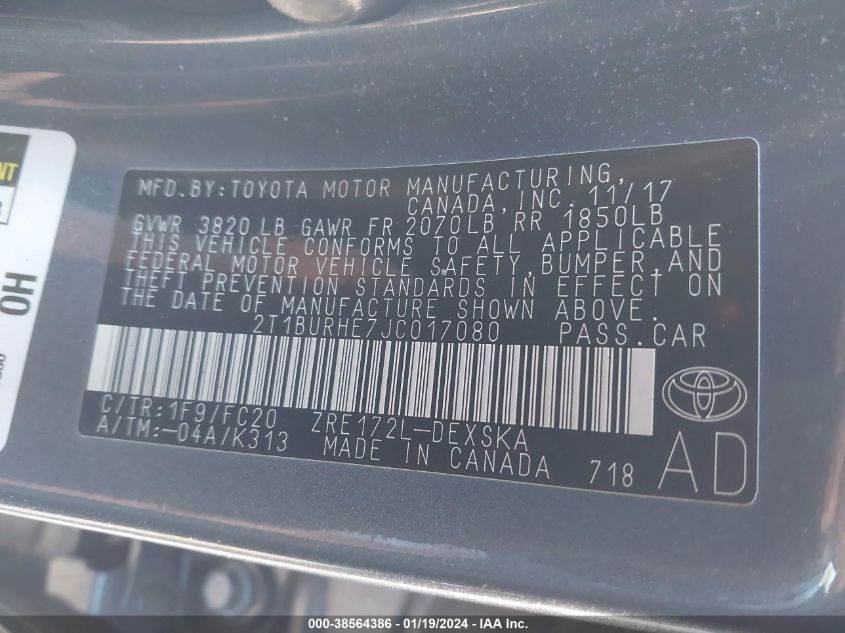 NT
HO
MFD.BY:TOYOTA MOTOR MANUFACTURING,
CANADA, INC. 11/17
GVWR 3820 LB GAWR FR 2070LB RR 1850LB
THIS VEHICLE CONFORMS TO ALL APPLICABLE
FEDERAL MOTOR VEHICLE SAFETY,BUMPER,AND
THEFT PREVENTION STANDARDS IN EFFECT ON
THE DATE OF MANUFACTURE SHOWN ABOVE.
2T1BURHE7JC017080 PASS.CAR
C/TR:1F9/FC20 ZRE172L-DEXSKA
A/TM:-04A/K313 MADE IN CANADA 718 AD
000-38564386 - 01/19/2024 - IAA, Inc.